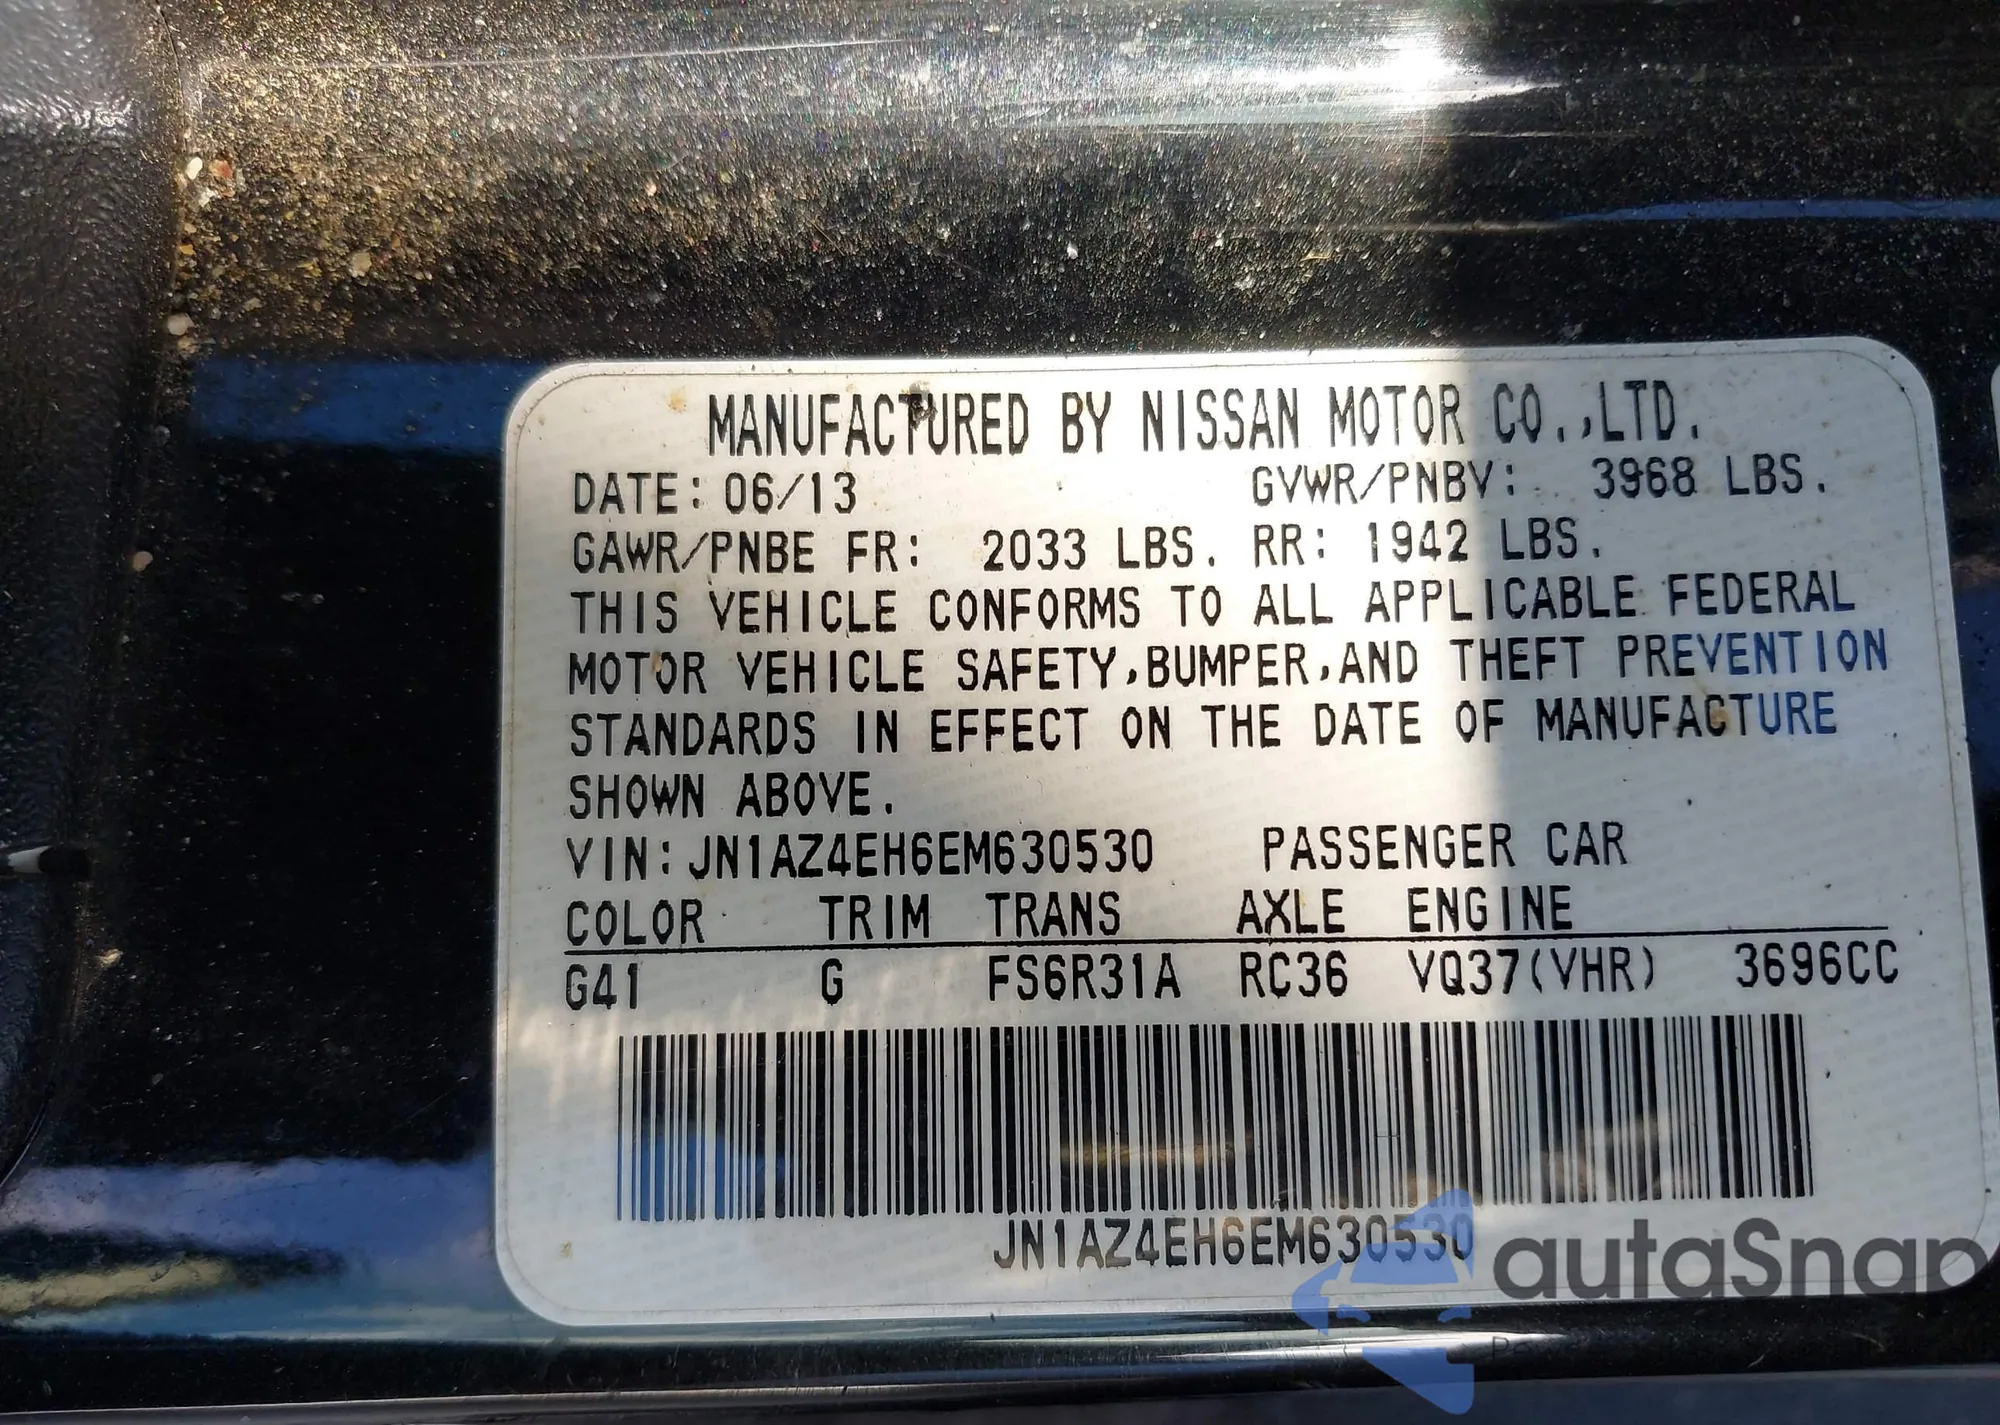 MANUFACTURED BY NISSAN MOTOR CO.,LTD.
DATE: 06/13 GVWR/PNBV: 3968 LBS.
GAWR/PNBE FR: 2033 LBS. RR: 1942 LBS.
THIS VEHICLE CONFORMS TO ALL APPLICABLE FEDERAL
MOTOR VEHICLE SAFETY,BUMPER,AND THEFT PREVENTION
STANDARDS IN EFFECT ON THE DATE OF MANUFACTURE
SHOWN ABOVE.
VIN:JN1AZ4EH6EM630530 PASSENGER CAR
COLOR TRIM TRANS AXLE ENGINE
G41 G FS6R31A RC36 VQ37(VHR) 3696CC
JN1AZ4EH6EM630530
autaSnap